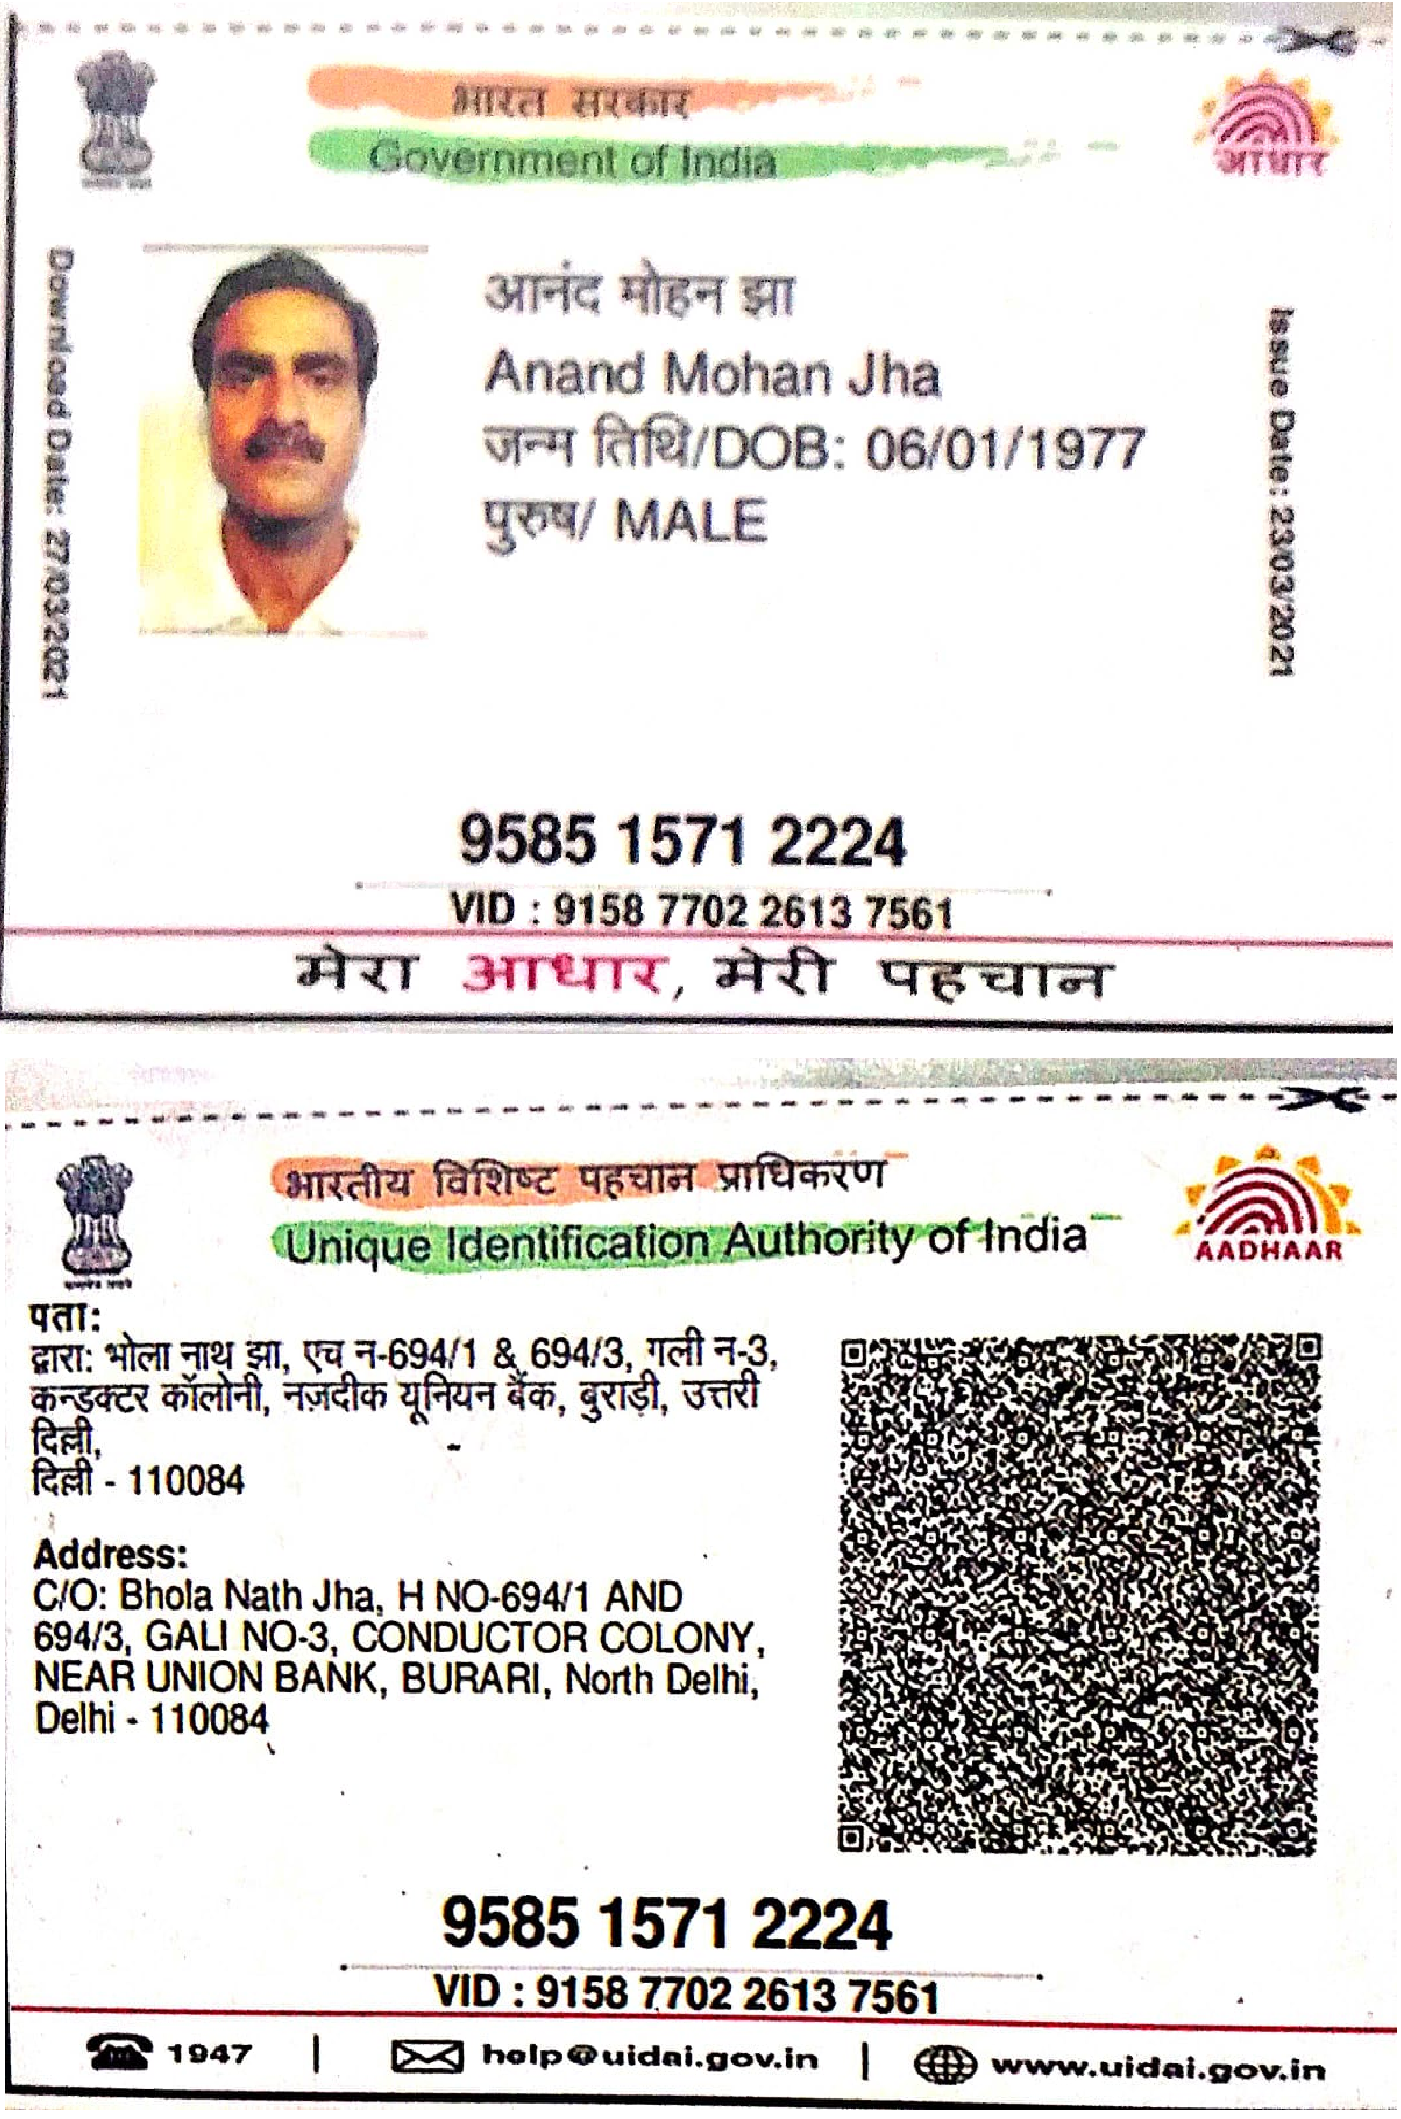 भारत सरकार
Government of India
आधार
Download Date: 27/03/2021
आनंद मोहन झा
Anand Mohan Jha
जन्म तिथि/DOB: 06/01/1977
पुरुष/ MALE
Issue Date: 23/03/2021
9585 1571 2224
VID : 9158 7702 2613 7561
मेरा आधार, मेरी पहचान
भारतीय विशिष्ट पहचान प्राधिकरण
Unique Identification Authority of India
AADHAAR
पता:
द्वारा: भोला नाथ झा, एच न-694/1 & 694/3, गली न-3,
कन्डक्टर कॉलोनी, नज़दीक यूनियन बैंक, बुराड़ी, उत्तरी
दिल्ली,
दिल्ली - 110084
Address:
C/O: Bhola Nath Jha, H NO-694/1 AND
694/3, GALI NO-3, CONDUCTOR COLONY,
NEAR UNION BANK, BURARI, North Delhi,
Delhi - 110084
9585 1571 2224
VID : 9158 7702 2613 7561
1947 | help@uidai.gov.in | www.uidai.gov.in